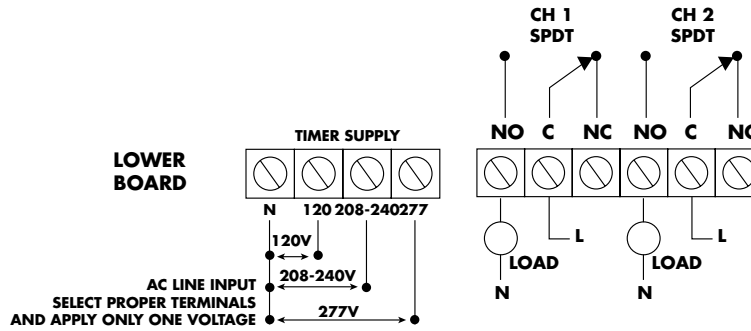 CH 1
SPDT
CH 2
SPDT
NO C NC NO C NC
TIMER SUPPLY
LOWER
BOARD
N 120 208-240 277
120V
208-240V
277V
AC LINE INPUT
SELECT PROPER TERMINALS
AND APPLY ONLY ONE VOLTAGE
L
LOAD
N
L
LOAD
N